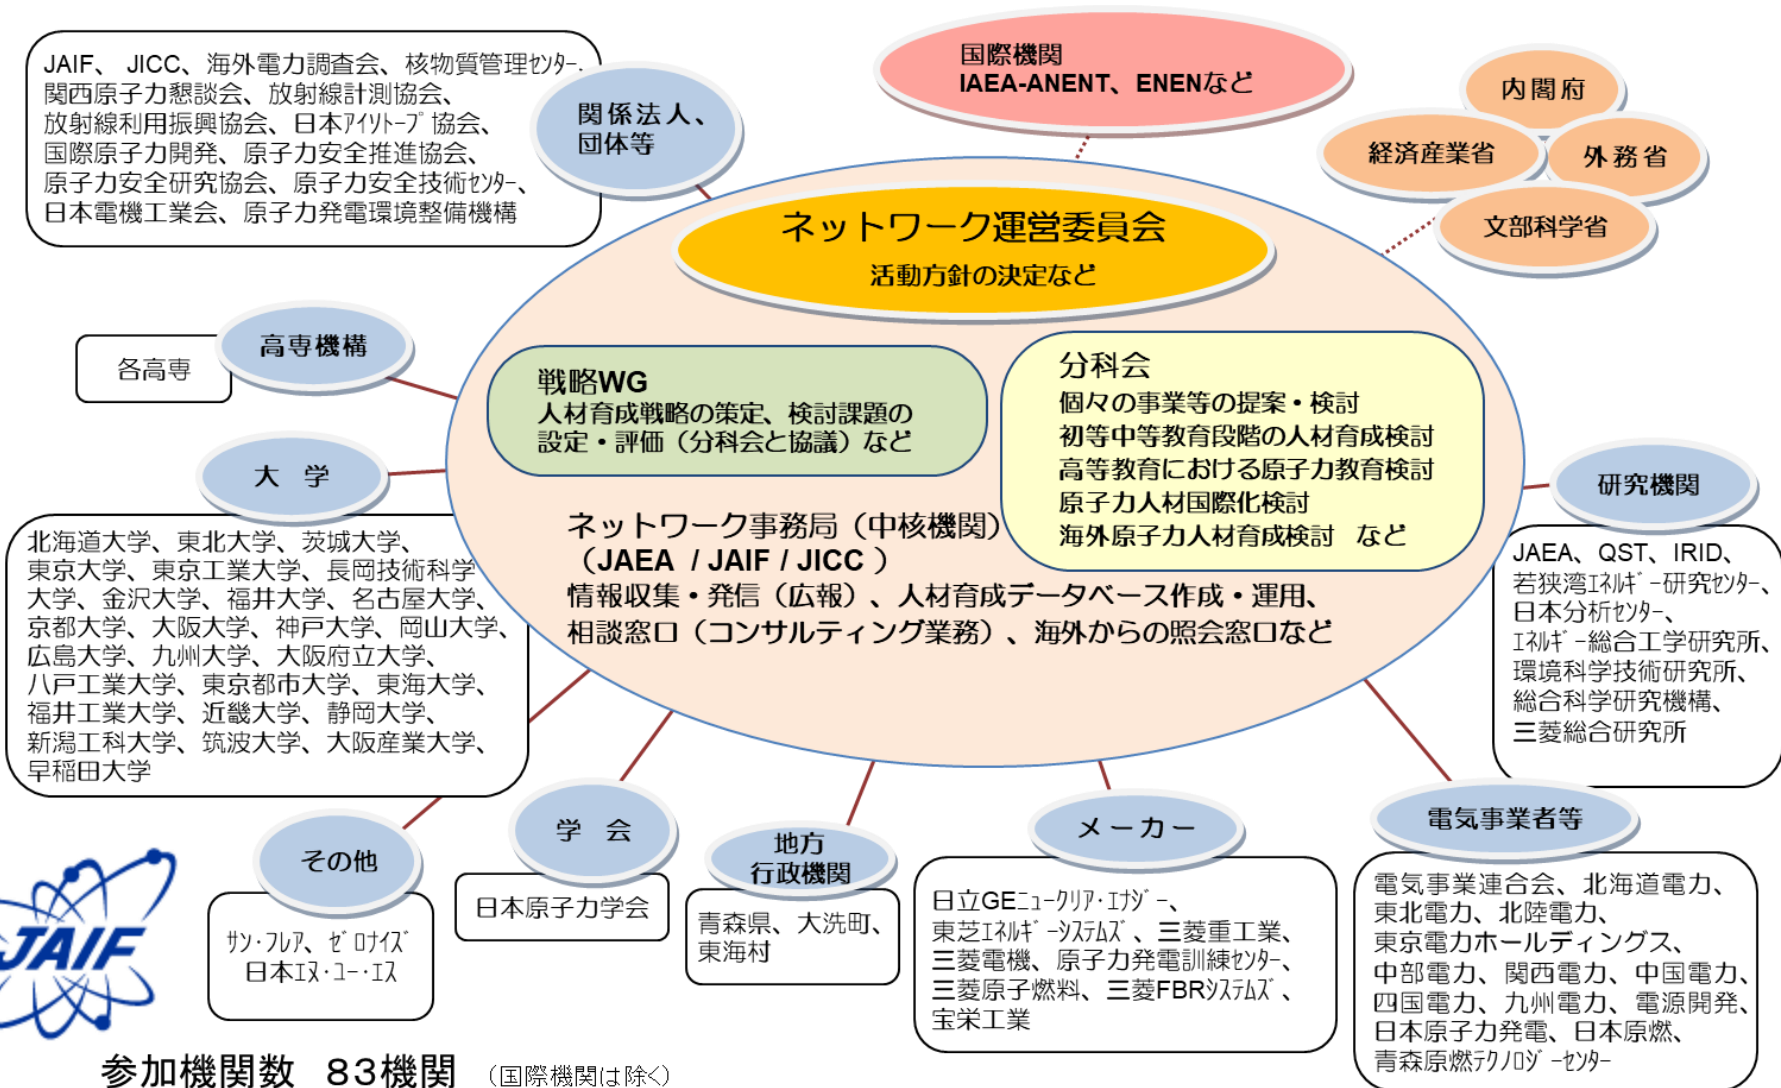 JAIF、 JICC、海外電力調査会、核物質管理ｾﾝﾀｰ、
関西原子力懇談会、放射線計測協会、
放射線利用振興協会、日本ｱｲｿﾄｰﾌﾟ協会、
国際原子力開発、原子力安全推進協会、
原子力安全研究協会、原子力安全技術ｾﾝﾀｰ、
日本電機工業会、原子力発電環境整備機構
関係法人、
団体等
国際機関
IAEA-ANENT、ENENなど
内閣府
経済産業省
外務省
文部科学省
ネットワーク運営委員会
活動方針の決定など
高専機構
各高専
戦略WG
人材育成戦略の策定、検討課題の
設定・評価（分科会と協議）など
分科会
個々の事業等の提案・検討
初等中等教育段階の人材育成検討
高等教育における原子力教育検討
原子力人材国際化検討
海外原子力人材育成検討　など
ネットワーク事務局（中核機関）
（JAEA / JAIF / JICC ）
情報収集・発信（広報）、人材育成データベース作成・運用、
相談窓口（コンサルティング業務）、海外からの照会窓口など
大　学
北海道大学、東北大学、茨城大学、
東京大学、東京工業大学、長岡技術科学
大学、金沢大学、福井大学、名古屋大学、
京都大学、大阪大学、神戸大学、岡山大学、
広島大学、九州大学、大阪府立大学、
八戸工業大学、東京都市大学、東海大学、
福井工業大学、近畿大学、静岡大学、
新潟工科大学、筑波大学、大阪産業大学、
早稲田大学
研究機関
JAEA、QST、IRID、
若狭湾ｴﾈﾙｷﾞｰ研究ｾﾝﾀｰ、
日本分析ｾﾝﾀｰ、
ｴﾈﾙｷﾞｰ総合工学研究所、
環境科学技術研究所、
総合科学研究機構、
三菱総合研究所
その他
ｻﾝ･ﾌﾚｱ、ｾﾞﾛﾅｲｽﾞ
日本ｴﾇ･ﾕｰ･ｴｽ
学　会
日本原子力学会
地方
行政機関
青森県、大洗町、
東海村
メーカー
日立GEﾆｭｰｸﾘｱ･ｴﾅｼﾞｰ、
東芝ｴﾈﾙｷﾞｰｼｽﾃﾑｽﾞ、三菱重工業、
三菱電機、原子力発電訓練ｾﾝﾀｰ、
三菱原子燃料、三菱FBRｼｽﾃﾑｽﾞ、
宝栄工業
電気事業者等
電気事業連合会、北海道電力、
東北電力、北陸電力、
東京電力ホールディングス、
中部電力、関西電力、中国電力、
四国電力、九州電力、電源開発、
日本原子力発電、日本原燃、
青森原燃ﾃｸﾉﾛｼﾞｰｾﾝﾀｰ
JAIF
参加機関数　８３機関　（国際機関は除く）